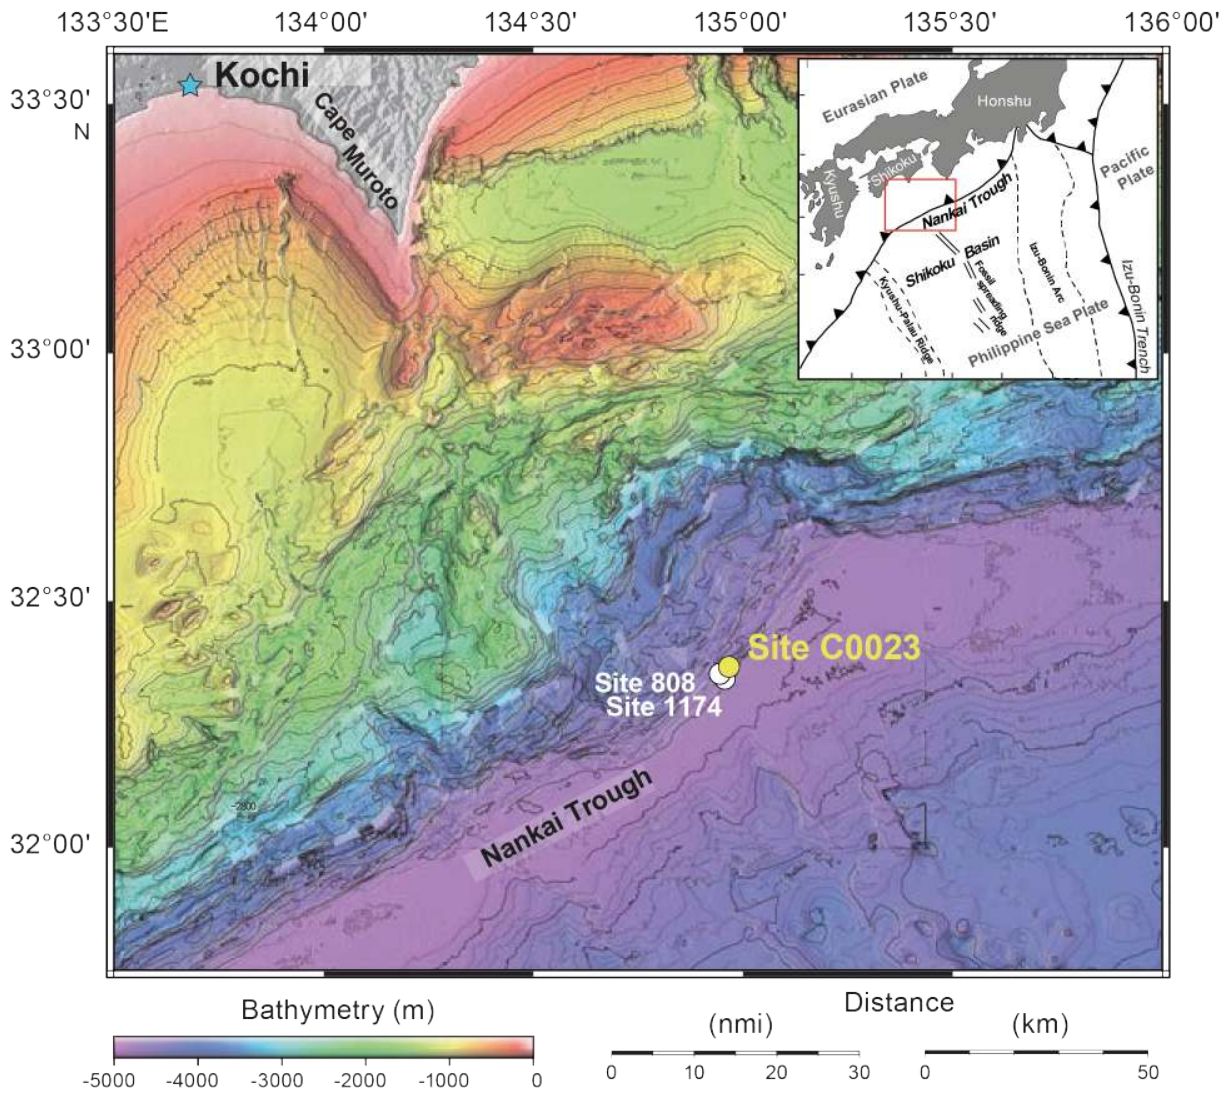 133°30'E 134°00' 134°30' 135°00' 135°30' 136°00'
33°30'
N
33°00'
32°30'
32°00'
Kochi
Cape Muroto
Eurasian Plate
Honshu
Shikoku
Kyushu
Pacific
Plate
Nankai Trough
Shikoku Basin
Fossil
spreading
ridge
Izu-Bonin Arc
Kyushu-Palau Ridge
Philippine Sea Plate
Izu-Bonin Trench
Site C0023
Site 808
Site 1174
Nankai Trough
-2800
Bathymetry (m)
-5000 -4000 -3000 -2000 -1000 0
Distance
(nmi) (km)
0 10 20 30
0 50